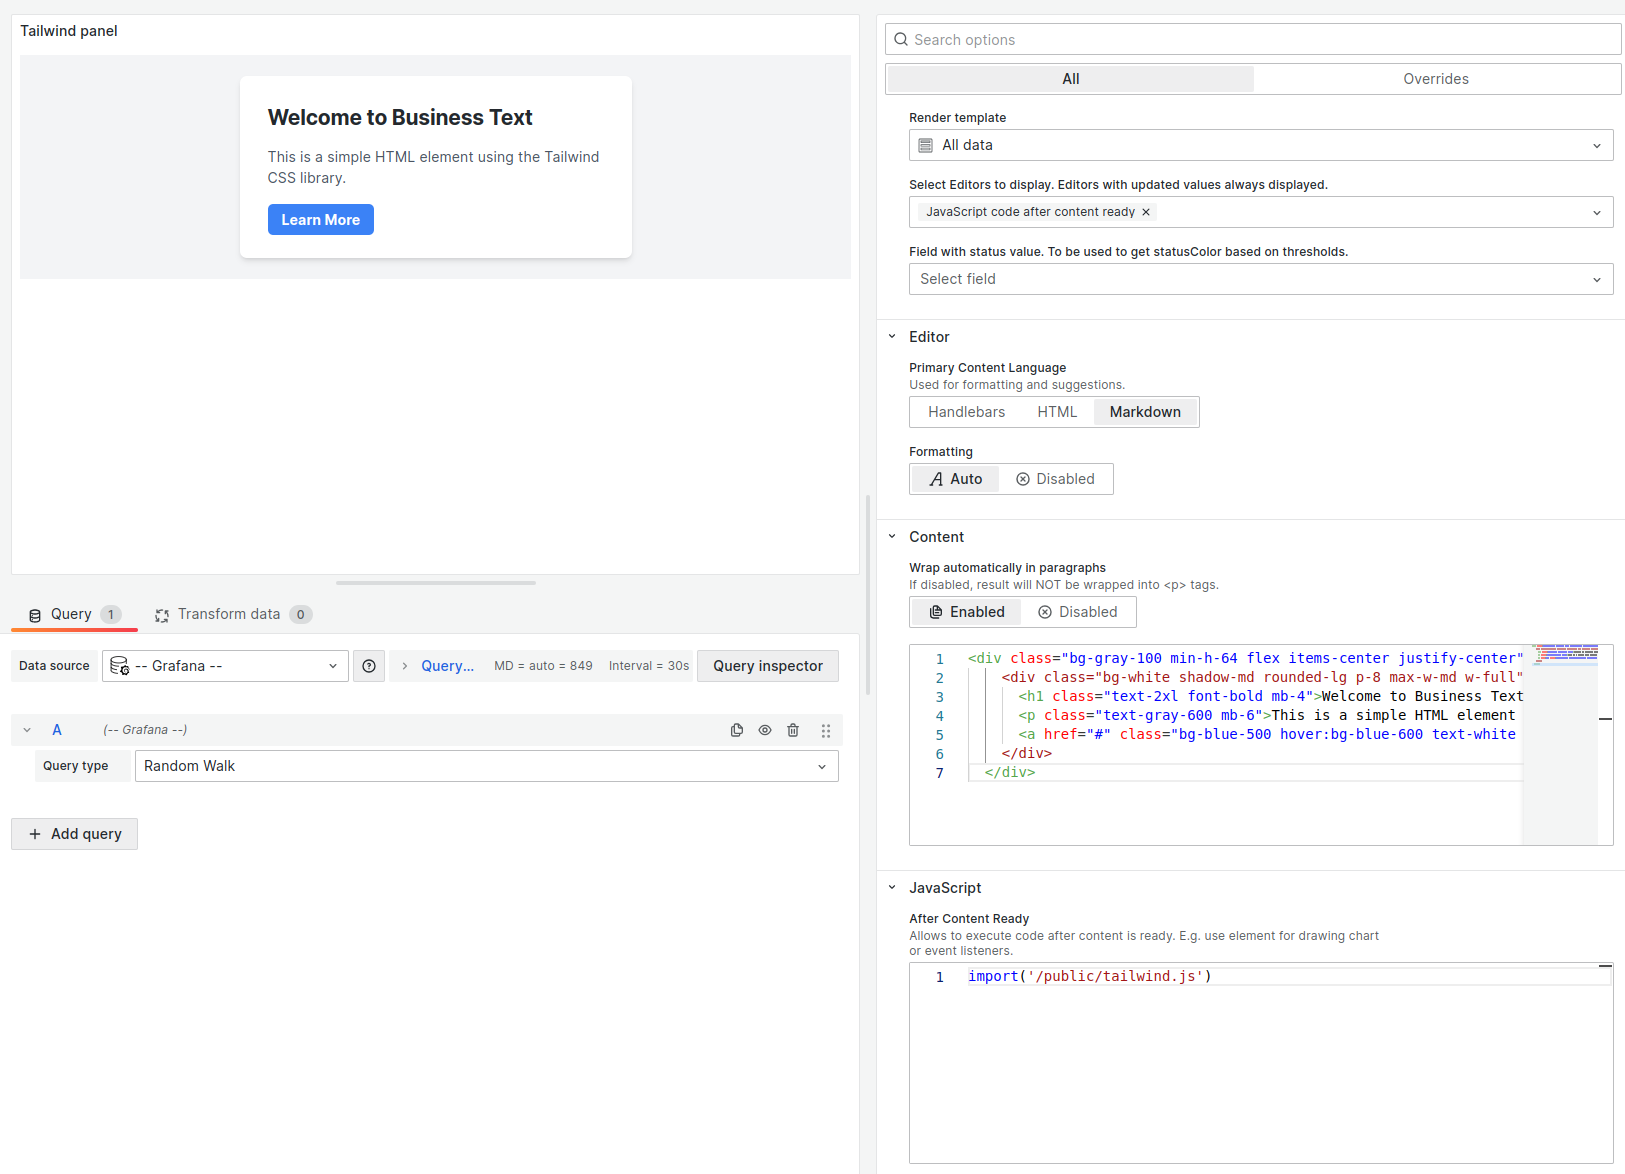 Tailwind panel
Welcome to Business Text
This is a simple HTML element using the Tailwind
CSS library.
Learn More
Query 1 Transform data 0
Data source -- Grafana -- Query... MD = auto = 849 Interval = 30s Query inspector
A (-- Grafana --)
Query type Random Walk
+ Add query
Search options
All Overrides
Render template
All data
Select Editors to display. Editors with updated values always displayed.
JavaScript code after content ready ×
Field with status value. To be used to get statusColor based on thresholds.
Select field
Editor
Primary Content Language
Used for formatting and suggestions.
Handlebars HTML Markdown
Formatting
Auto Disabled
Content
Wrap automatically in paragraphs
If disabled, result will NOT be wrapped into <p> tags.
Enabled Disabled
1 <div class="bg-gray-100 min-h-64 flex items-center justify-center"
2 <div class="bg-white shadow-md rounded-lg p-8 max-w-md w-full"
3 <h1 class="text-2xl font-bold mb-4">Welcome to Business Text
4 <p class="text-gray-600 mb-6">This is a simple HTML element
5 <a href="#" class="bg-blue-500 hover:bg-blue-600 text-white
6 </div>
7 </div>
JavaScript
After Content Ready
Allows to execute code after content is ready. E.g. use element for drawing chart
or event listeners.
1 import('/public/tailwind.js')